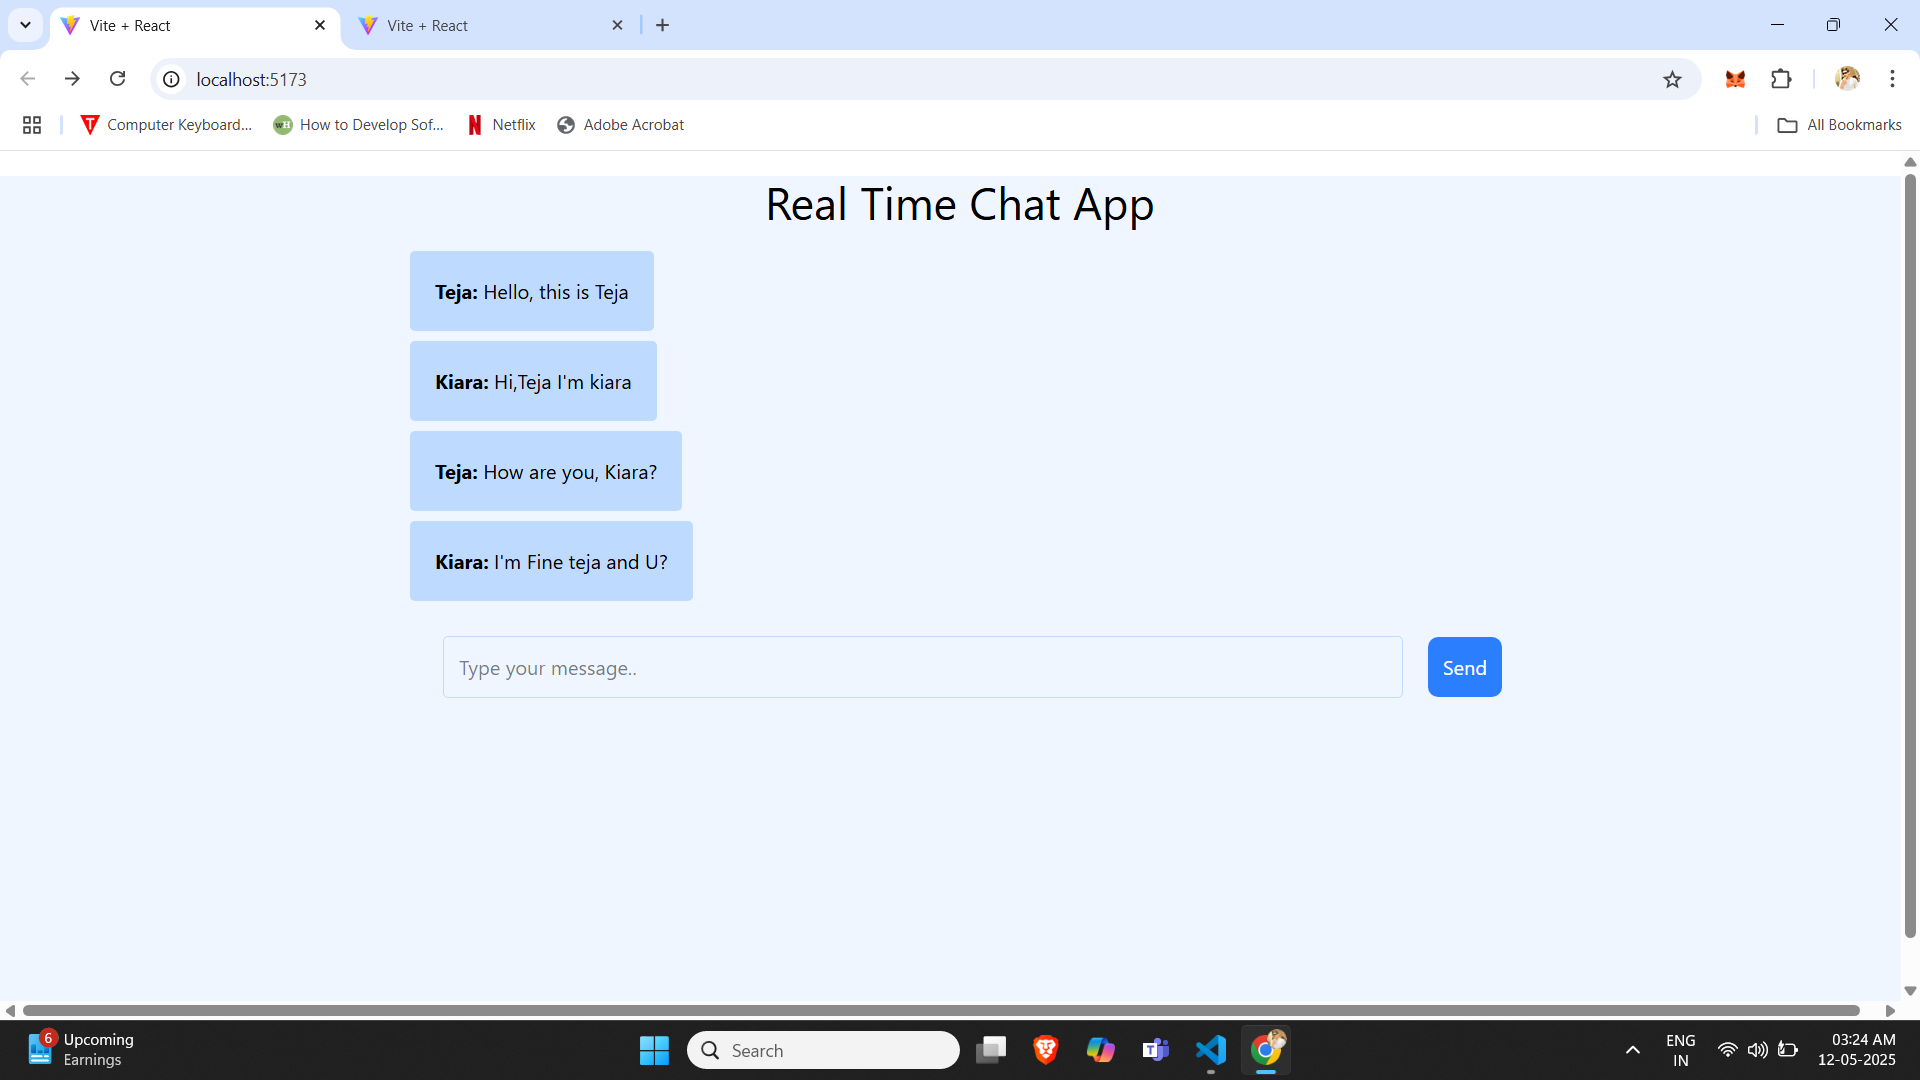 Vite + React
Vite + React
localhost:5173
Computer Keyboard...
How to Develop Sof...
Netflix
Adobe Acrobat
All Bookmarks
Real Time Chat App
Teja: Hello, this is Teja
Kiara: Hi,Teja I'm kiara
Teja: How are you, Kiara?
Kiara: I'm Fine teja and U?
Type your message..
Send
6
Upcoming
Earnings
Search
ENG
IN
03:24 AM
12-05-2025